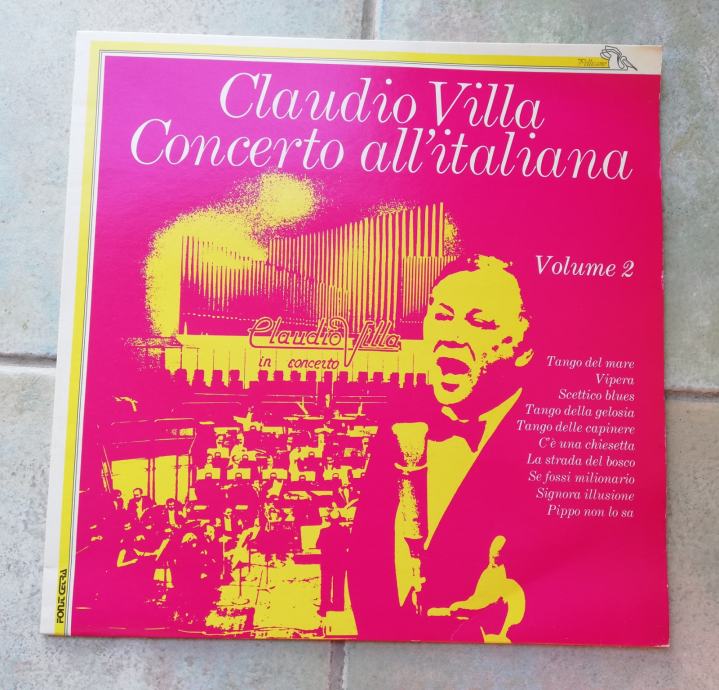 Pellicano
Claudio Villa
Concerto all'italiana
Volume 2
Claudio Villa
in concerto
Tango del mare
Vipera
Scettico blues
Tango della gelosia
Tango delle capinere
C'è una chiesetta
La strada del bosco
Se fossi milionario
Signora illusione
Pippo non lo sa
FONIT CETRA